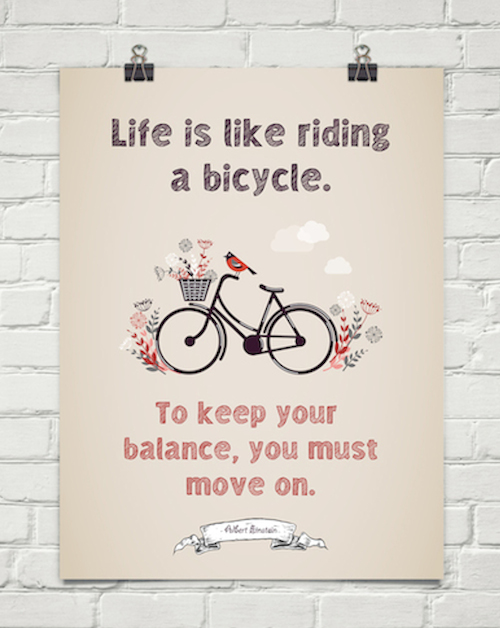 Life is like riding
a bicycle.
To keep your
balance, you must
move on.
Albert Einstein